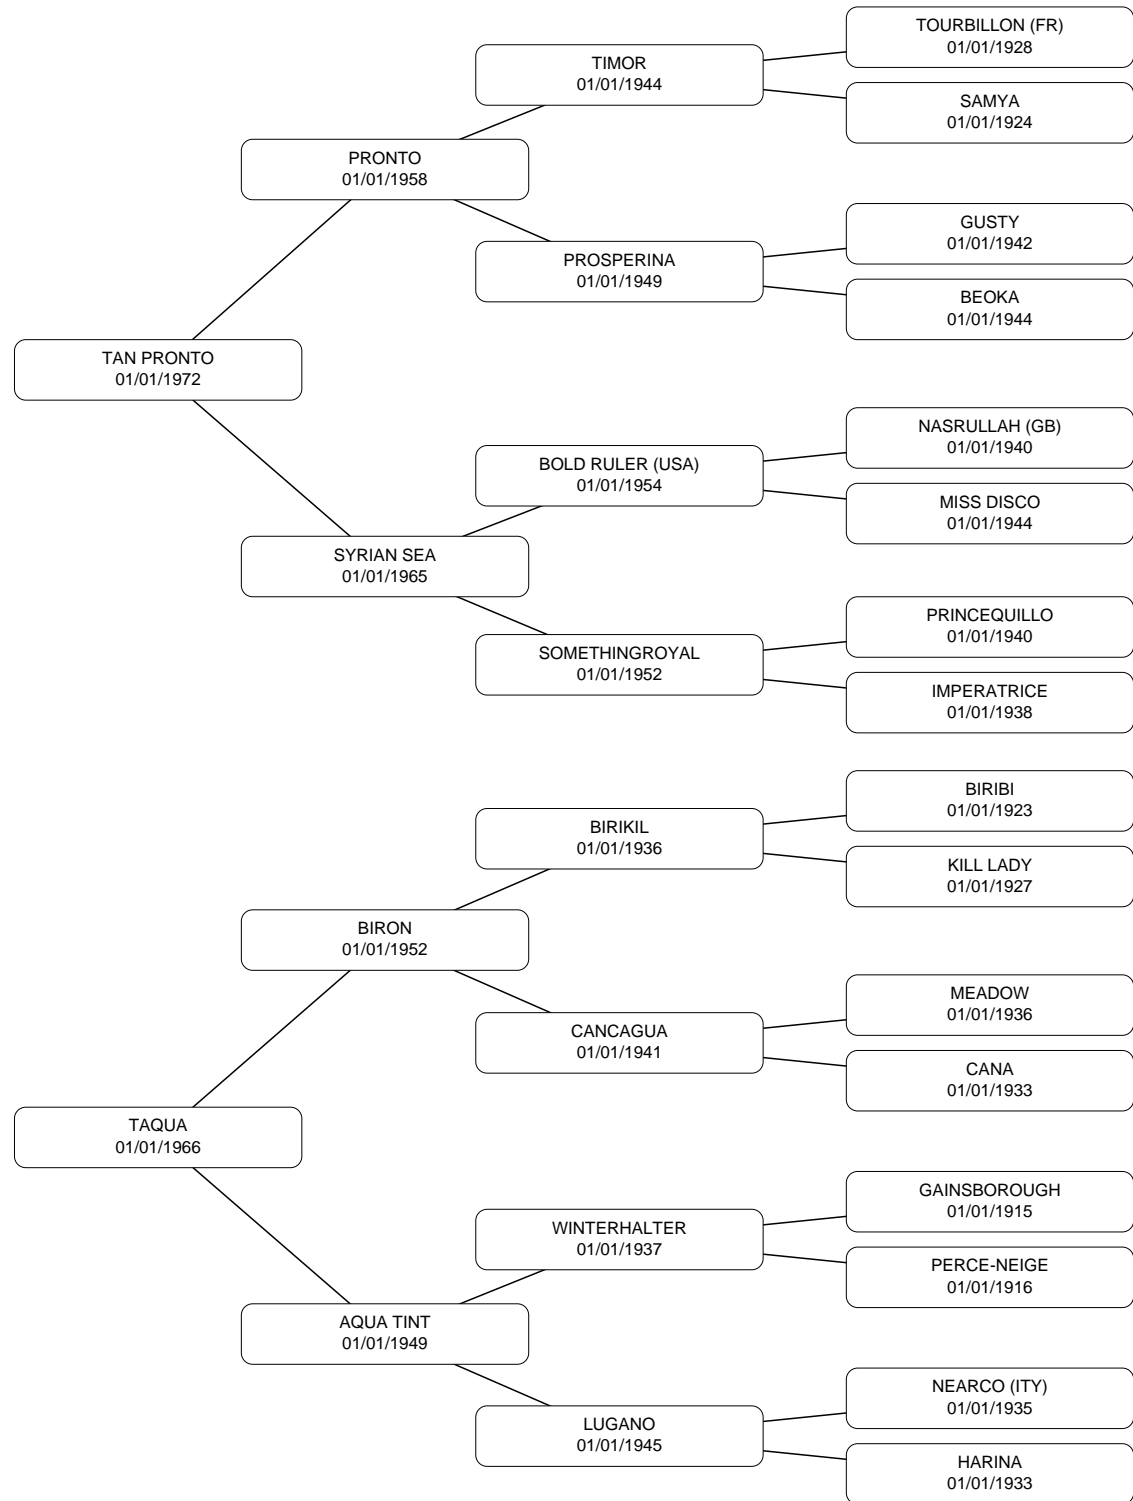 TOURBILLON (FR)
01/01/1928
TIMOR
01/01/1944
SAMYA
01/01/1924
PRONTO
01/01/1958
GUSTY
01/01/1942
PROSPERINA
01/01/1949
BEOKA
01/01/1944
TAN PRONTO
01/01/1972
NASRULLAH (GB)
01/01/1940
BOLD RULER (USA)
01/01/1954
MISS DISCO
01/01/1944
SYRIAN SEA
01/01/1965
PRINCEQUILLO
01/01/1940
SOMETHINGROYAL
01/01/1952
IMPERATRICE
01/01/1938
BIRIBI
01/01/1923
BIRIKIL
01/01/1936
KILL LADY
01/01/1927
BIRON
01/01/1952
MEADOW
01/01/1936
CANCAGUA
01/01/1941
CANA
01/01/1933
TAQUA
01/01/1966
GAINSBOROUGH
01/01/1915
WINTERHALTER
01/01/1937
PERCE-NEIGE
01/01/1916
AQUA TINT
01/01/1949
NEARCO (ITY)
01/01/1935
LUGANO
01/01/1945
HARINA
01/01/1933